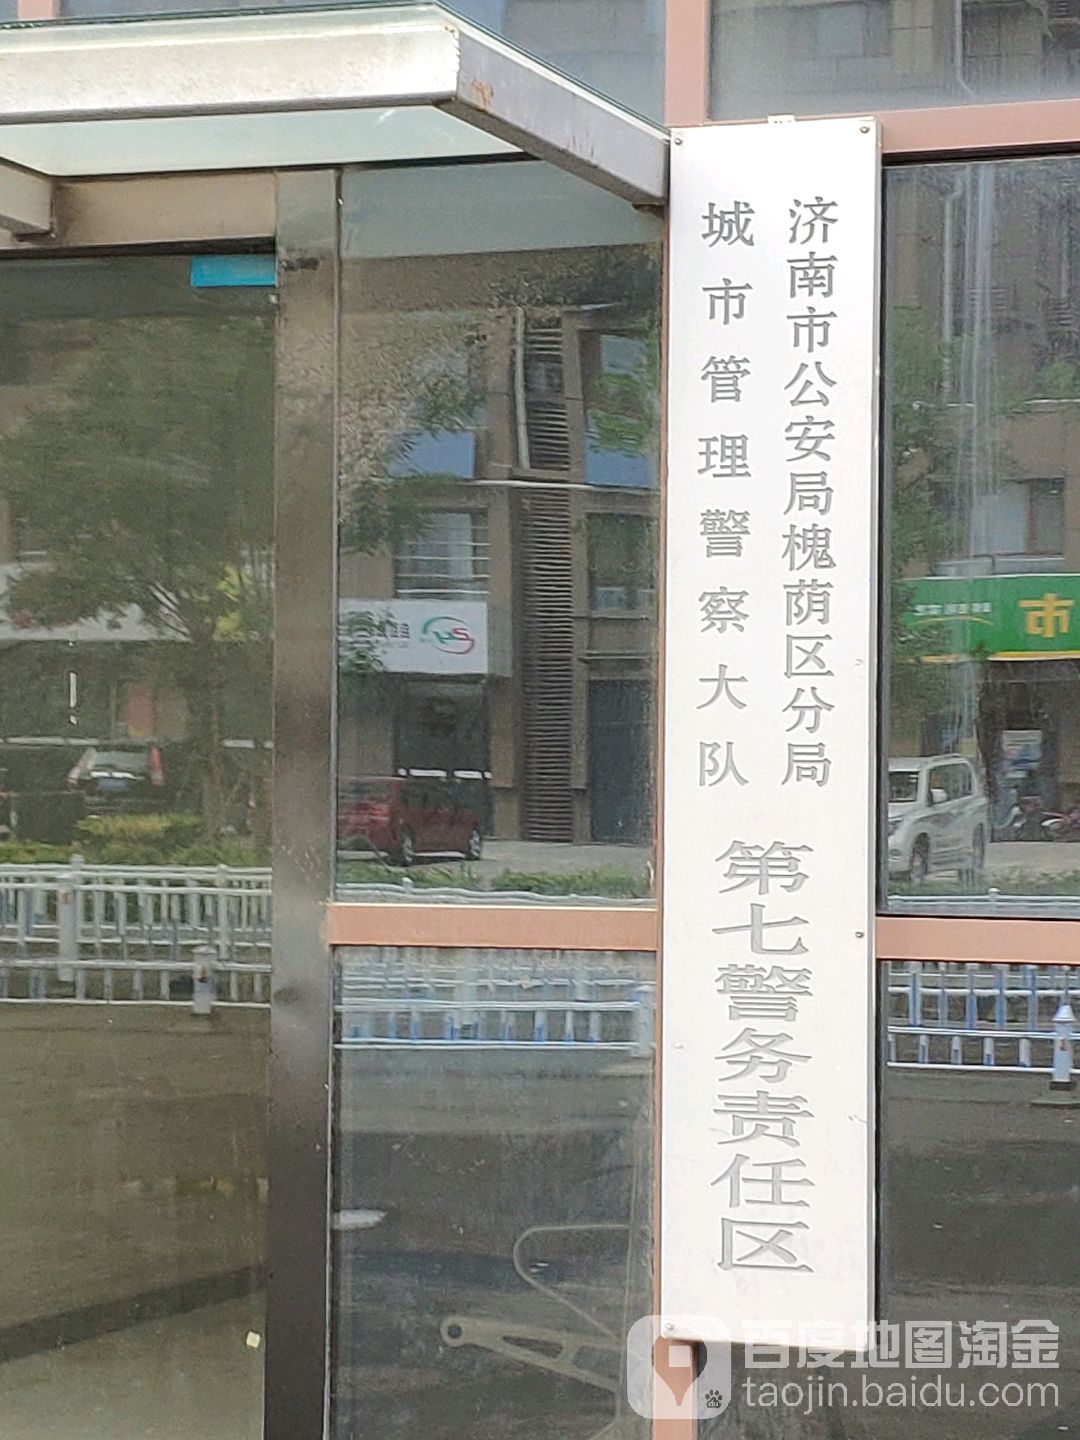 济南市公安局槐荫区分局
城市管理警察大队
第七警务责任区
市
百度地图淘金
taojin.baidu.com